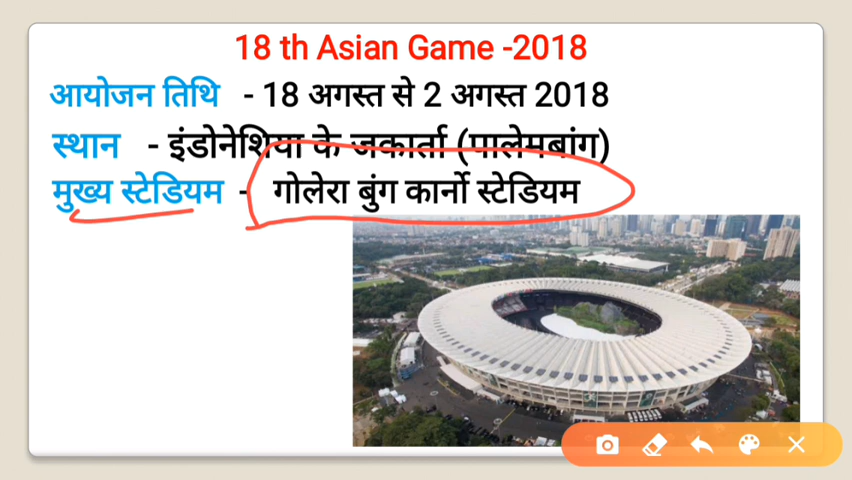 18 th Asian Game -2018
आयोजन तिथि - 18 अगस्त से 2 अगस्त 2018
स्थान - इंडोनेशिया के जकार्ता (पालेमबांग)
मुख्य स्टेडियम - गोलेरा बुंग कार्नो स्टेडियम